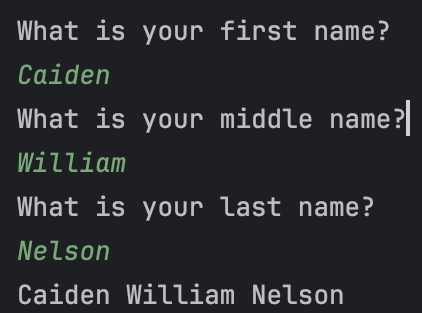 What is your first name?
Caiden
What is your middle name?
William
What is your last name?
Nelson
Caiden William Nelson